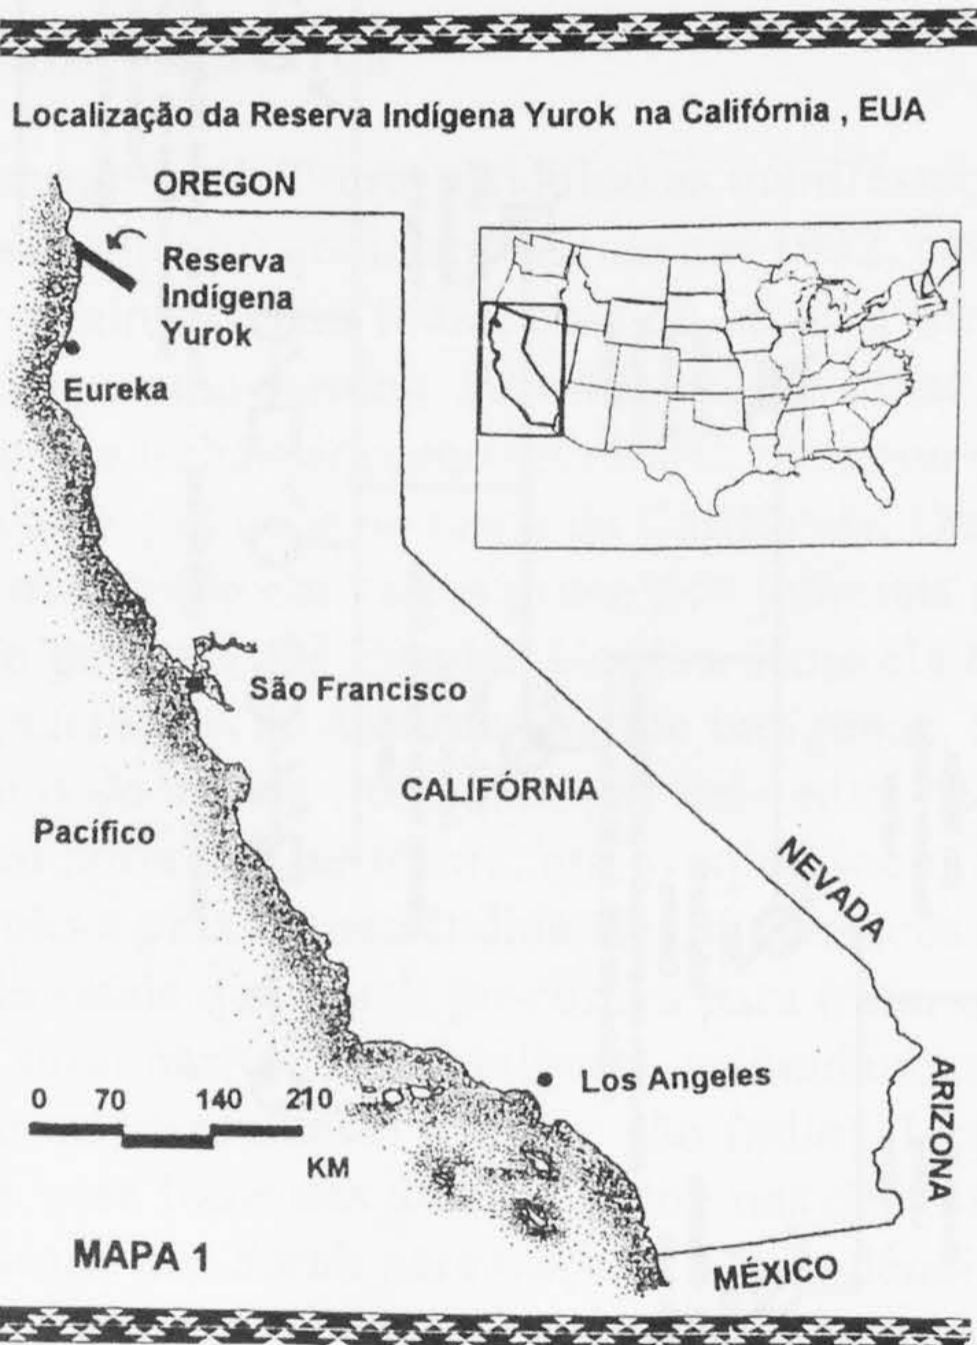 Localização da Reserva Indígena Yurok na Califórnia , EUA
OREGON
Reserva
Indígena
Yurok
Eureka
São Francisco
CALIFÓRNIA
Pacífico
NEVADA
Los Angeles
ARIZONA
0 70 140 210
KM
MAPA 1
MÉXICO